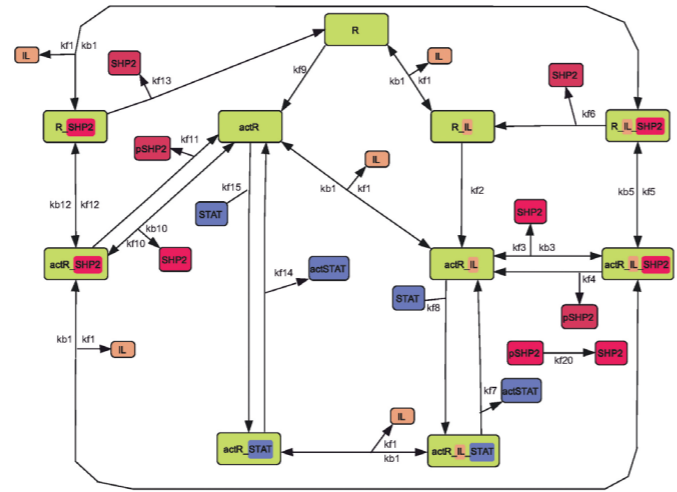 R
IL
kf1
kb1
SHP2
kf13
kf9
kb1
kf1
IL
SHP2
kf6
R_SHP2
actR
R_IL
R_IL_SHP2
pSHP2
kf11
IL
kb12
kf12
kf15
kb1
kf1
kf2
kb5
kf5
STAT
kb10
kf10
SHP2
SHP2
kf3
kb3
actR_SHP2
kf14
actSTAT
actR_IL
actR_IL_SHP2
kf4
STAT
kf8
pSHP2
kb1
kf1
IL
pSHP2
SHP2
kf20
kf7
actSTAT
IL
kf1
kb1
actR_STAT
actR_IL_STAT